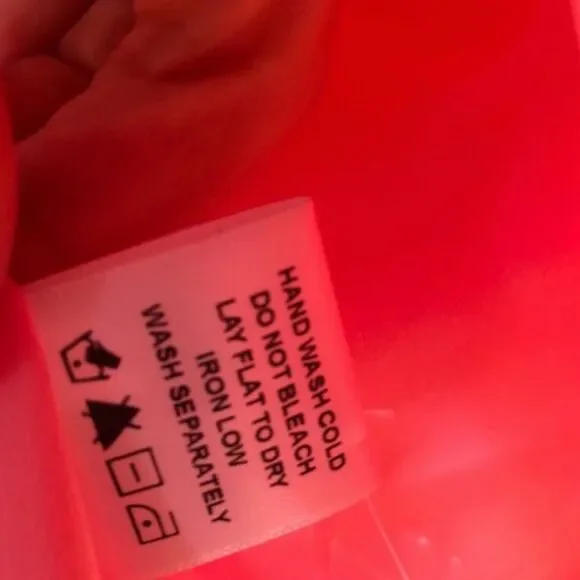 HAND WASH COLD
DO NOT BLEACH
LAY FLAT TO DRY
IRON LOW
WASH SEPARATELY